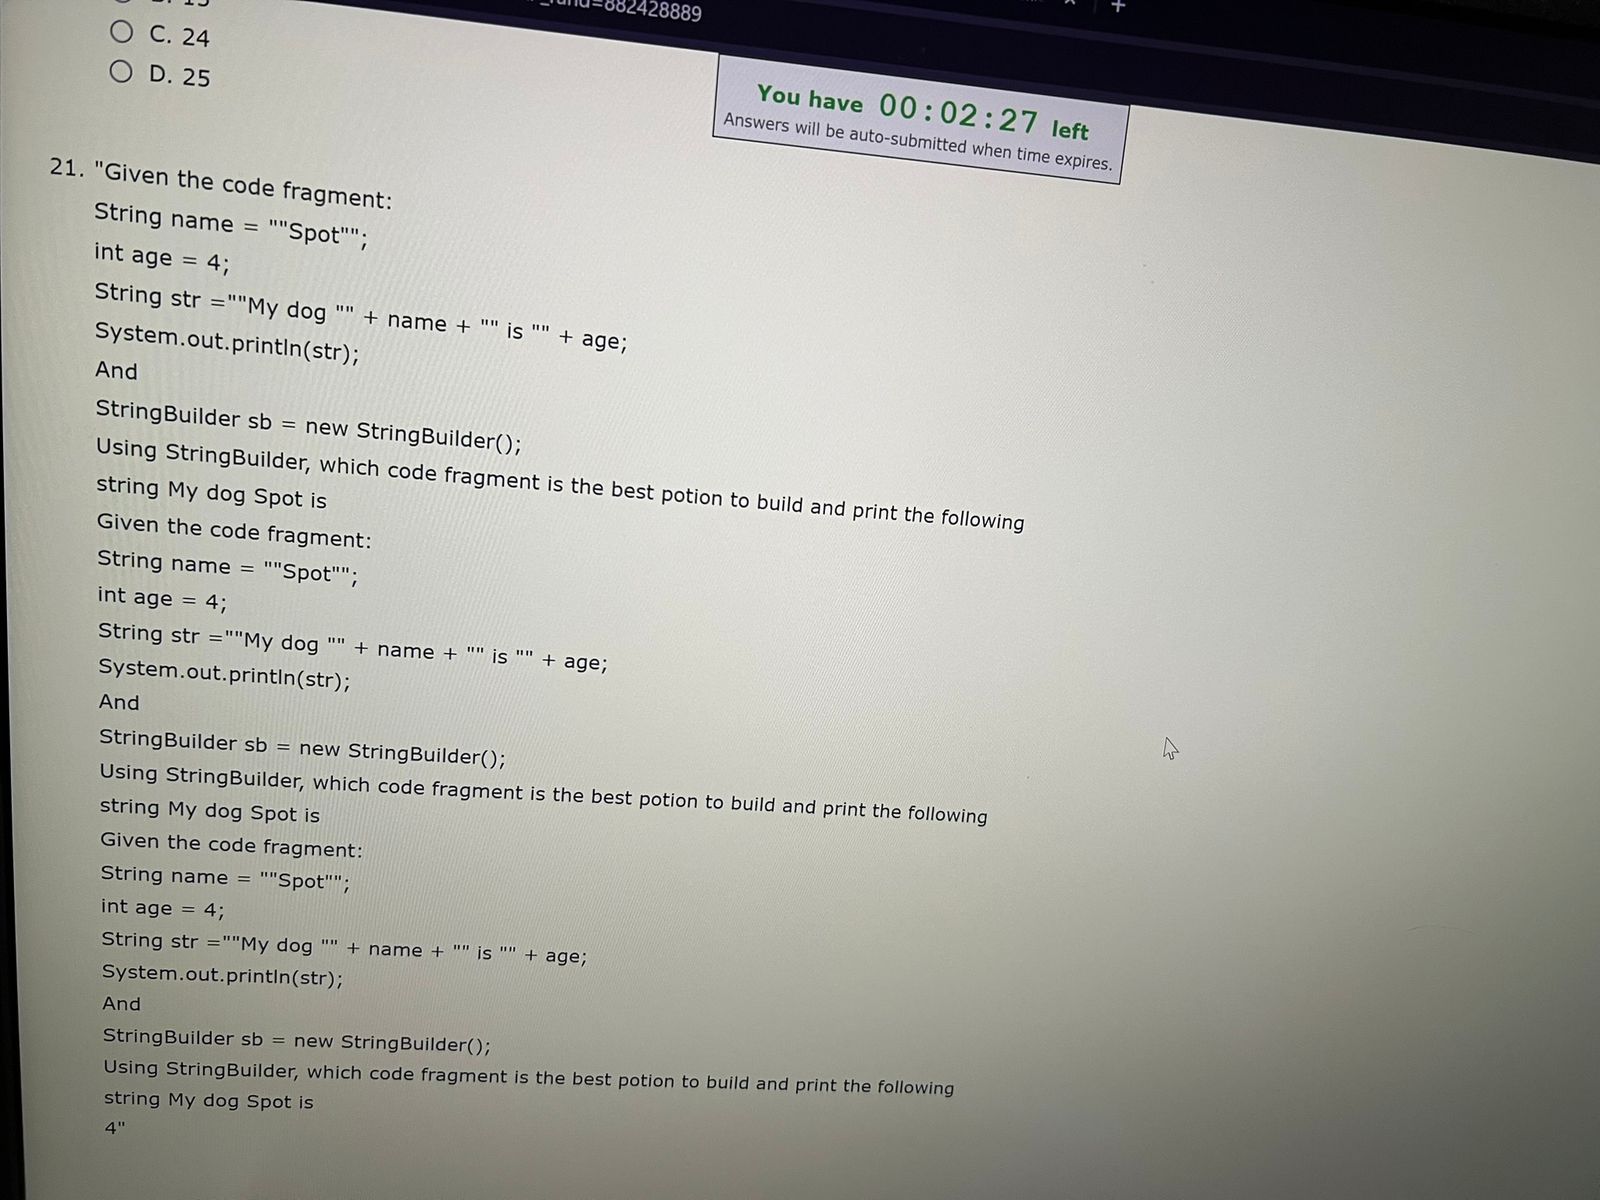 882428889
C. 24
D. 25
You have 00:02:27 left
Answers will be auto-submitted when time expires.
21. "Given the code fragment:
String name = ""Spot"";
int age = 4;
String str =""My dog "" + name + "" is "" + age;
System.out.println(str);
And
StringBuilder sb = new StringBuilder();
Using StringBuilder, which code fragment is the best potion to build and print the following
string My dog Spot is
Given the code fragment:
String name = ""Spot"";
int age = 4;
String str =""My dog "" + name + "" is "" + age;
System.out.println(str);
And
StringBuilder sb = new StringBuilder();
Using StringBuilder, which code fragment is the best potion to build and print the following
string My dog Spot is
Given the code fragment:
String name = ""Spot"";
int age = 4;
String str =""My dog "" + name + "" is "" + age;
System.out.println(str);
And
StringBuilder sb = new StringBuilder();
Using StringBuilder, which code fragment is the best potion to build and print the following
string My dog Spot is
4"